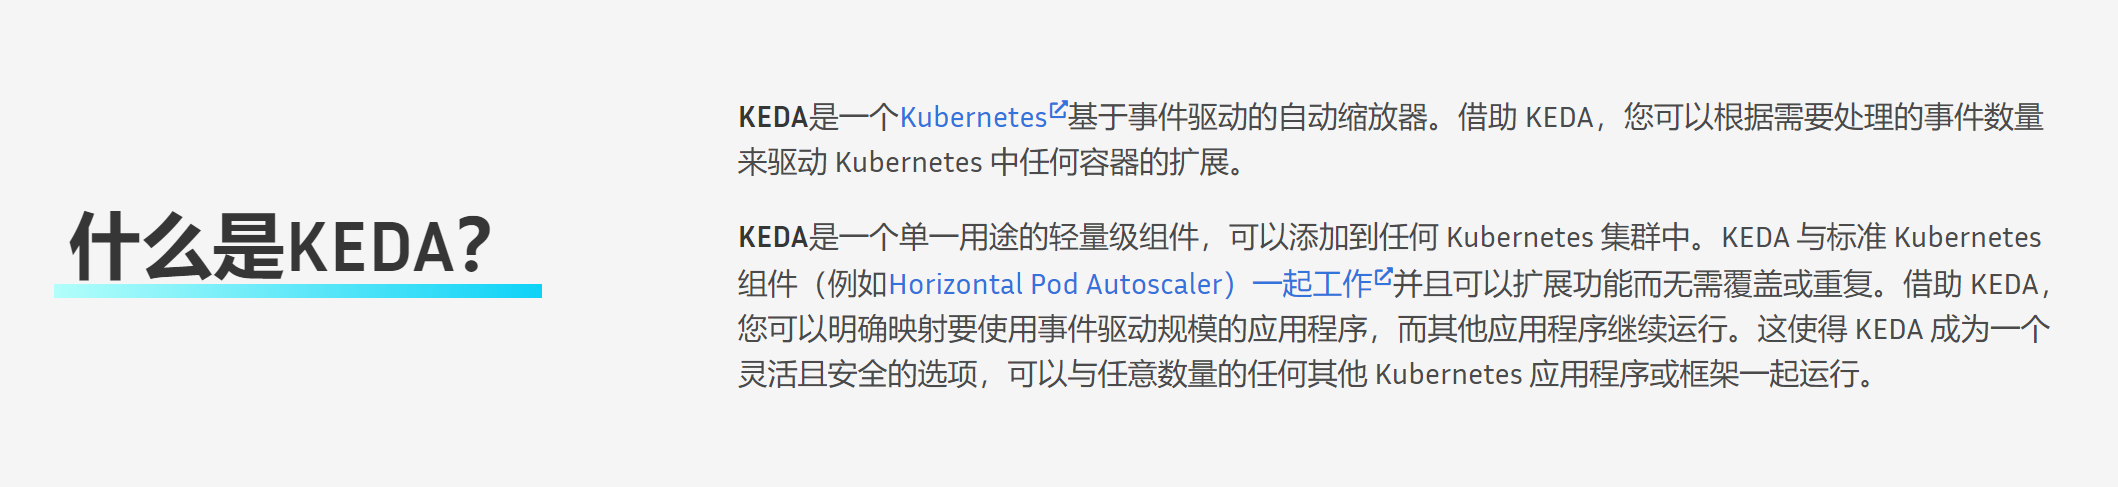 什么是KEDA？
KEDA是一个Kubernetes基于事件驱动的自动缩放器。借助 KEDA，您可以根据需要处理的事件数量
来驱动 Kubernetes 中任何容器的扩展。
KEDA是一个单一用途的轻量级组件，可以添加到任何 Kubernetes 集群中。KEDA 与标准 Kubernetes
组件（例如Horizontal Pod Autoscaler）一起工作并且可以扩展功能而无需覆盖或重复。借助 KEDA，
您可以明确映射要使用事件驱动规模的应用程序，而其他应用程序继续运行。这使得 KEDA 成为一个
灵活且安全的选项，可以与任意数量的任何其他 Kubernetes 应用程序或框架一起运行。